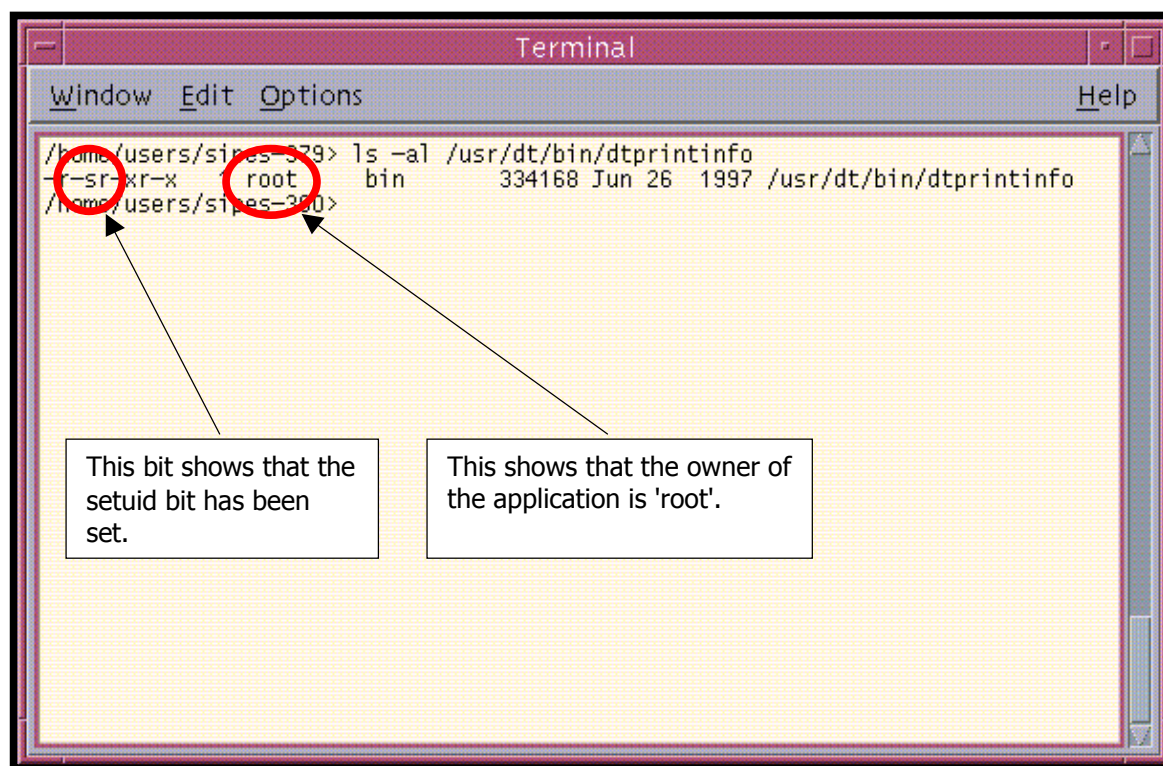 Terminal
Window Edit Options Help
/home/users/sipes-379> ls -al /usr/dt/bin/dtprintinfo
-r-sr-xr-x 1 root bin 334168 Jun 26 1997 /usr/dt/bin/dtprintinfo
/home/users/sipes-380>
This bit shows that the
setuid bit has been
set.
This shows that the owner of
the application is 'root'.